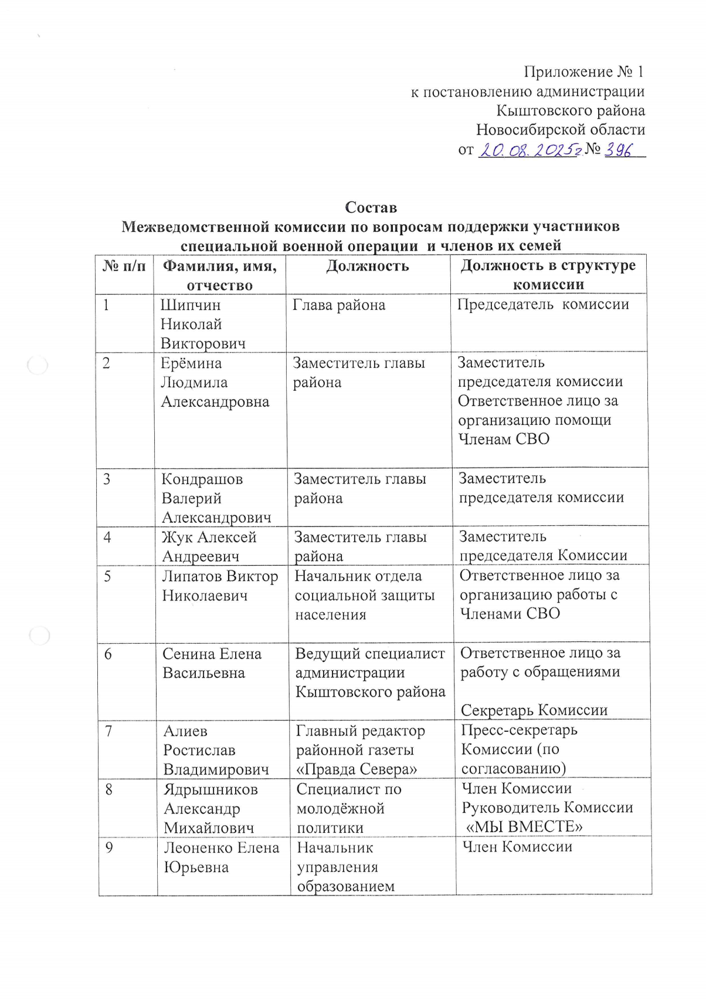 Приложение № 1
к постановлению администрации
Кыштовского района
Новосибирской области
от 20.08.2025г. № 396
Состав
Межведомственной комиссии по вопросам поддержки участников
специальной военной операции и членов их семей
№ п/п
Фамилия, имя,
отчество
Должность
Должность в структуре
комиссии
1
Шипчин
Николай
Викторович
Глава района
Председатель комиссии
2
Ерёмина
Людмила
Александровна
Заместитель главы
района
Заместитель
председателя комиссии
Ответственное лицо за
организацию помощи
Членам СВО
3
Кондрашов
Валерий
Александрович
Заместитель главы
района
Заместитель
председателя комиссии
4
Жук Алексей
Андреевич
Заместитель главы
района
Заместитель
председателя Комиссии
5
Липатов Виктор
Николаевич
Начальник отдела
социальной защиты
населения
Ответственное лицо за
организацию работы с
Членами СВО
6
Сенина Елена
Васильевна
Ведущий специалист
администрации
Кыштовского района
Ответственное лицо за
работу с обращениями
Секретарь Комиссии
7
Алиев
Ростислав
Владимирович
Главный редактор
районной газеты
«Правда Севера»
Пресс-секретарь
Комиссии (по
согласованию)
8
Ядрышников
Александр
Михайлович
Специалист по
молодёжной
политики
Член Комиссии
Руководитель Комиссии
«МЫ ВМЕСТЕ»
9
Леоненко Елена
Юрьевна
Начальник
управления
образованием
Член Комиссии